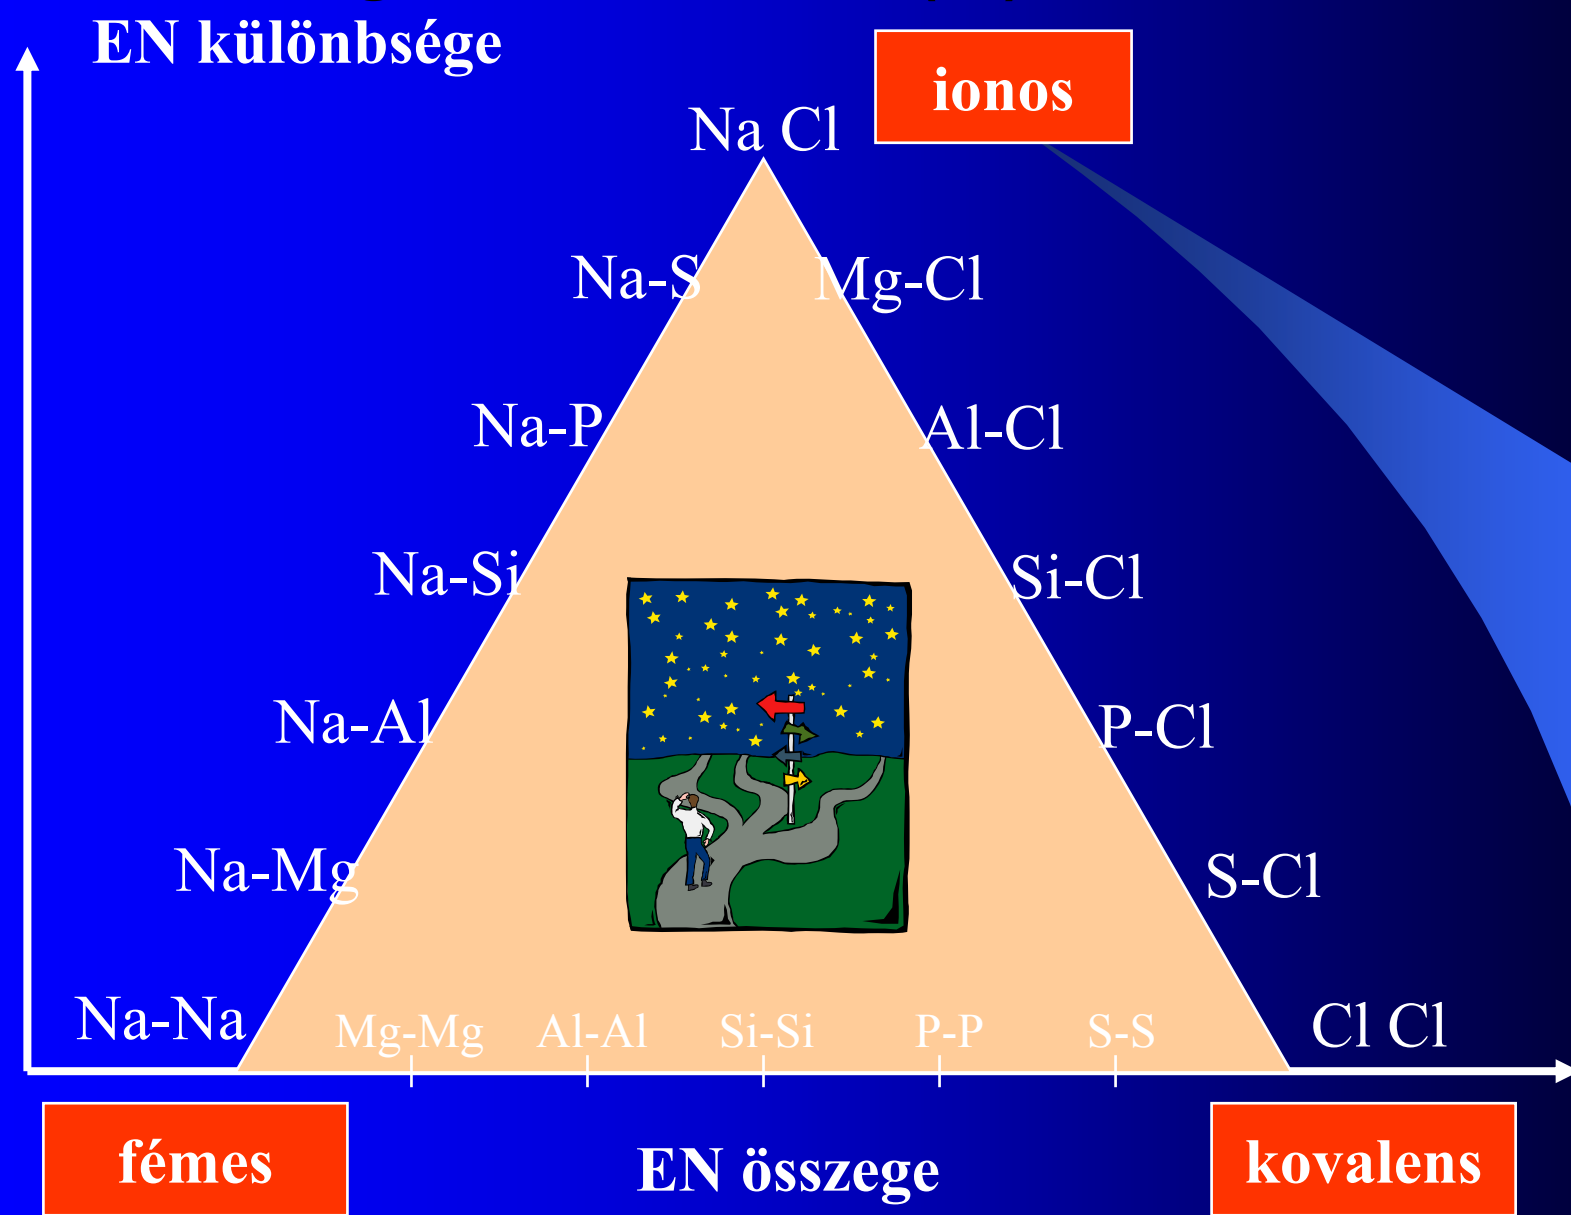 EN különbsége
ionos
Na Cl
Na-S
Mg-Cl
Na-P
Al-Cl
Na-Si
Si-Cl
Na-Al
P-Cl
Na-Mg
S-Cl
Na-Na
Mg-Mg
Al-Al
Si-Si
P-P
S-S
Cl Cl
fémes
EN összege
kovalens